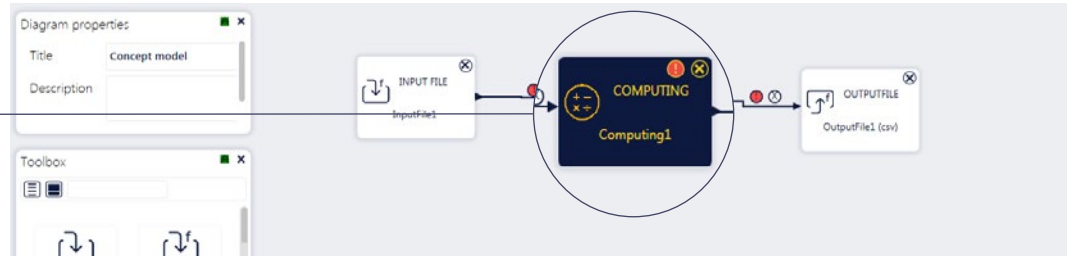 Diagram properties
Title
Concept model
Description
Toolbox
INPUT FILE
InputFile1
COMPUTING
Computing1
OUTPUTFILE
OutputFile1 (csv)